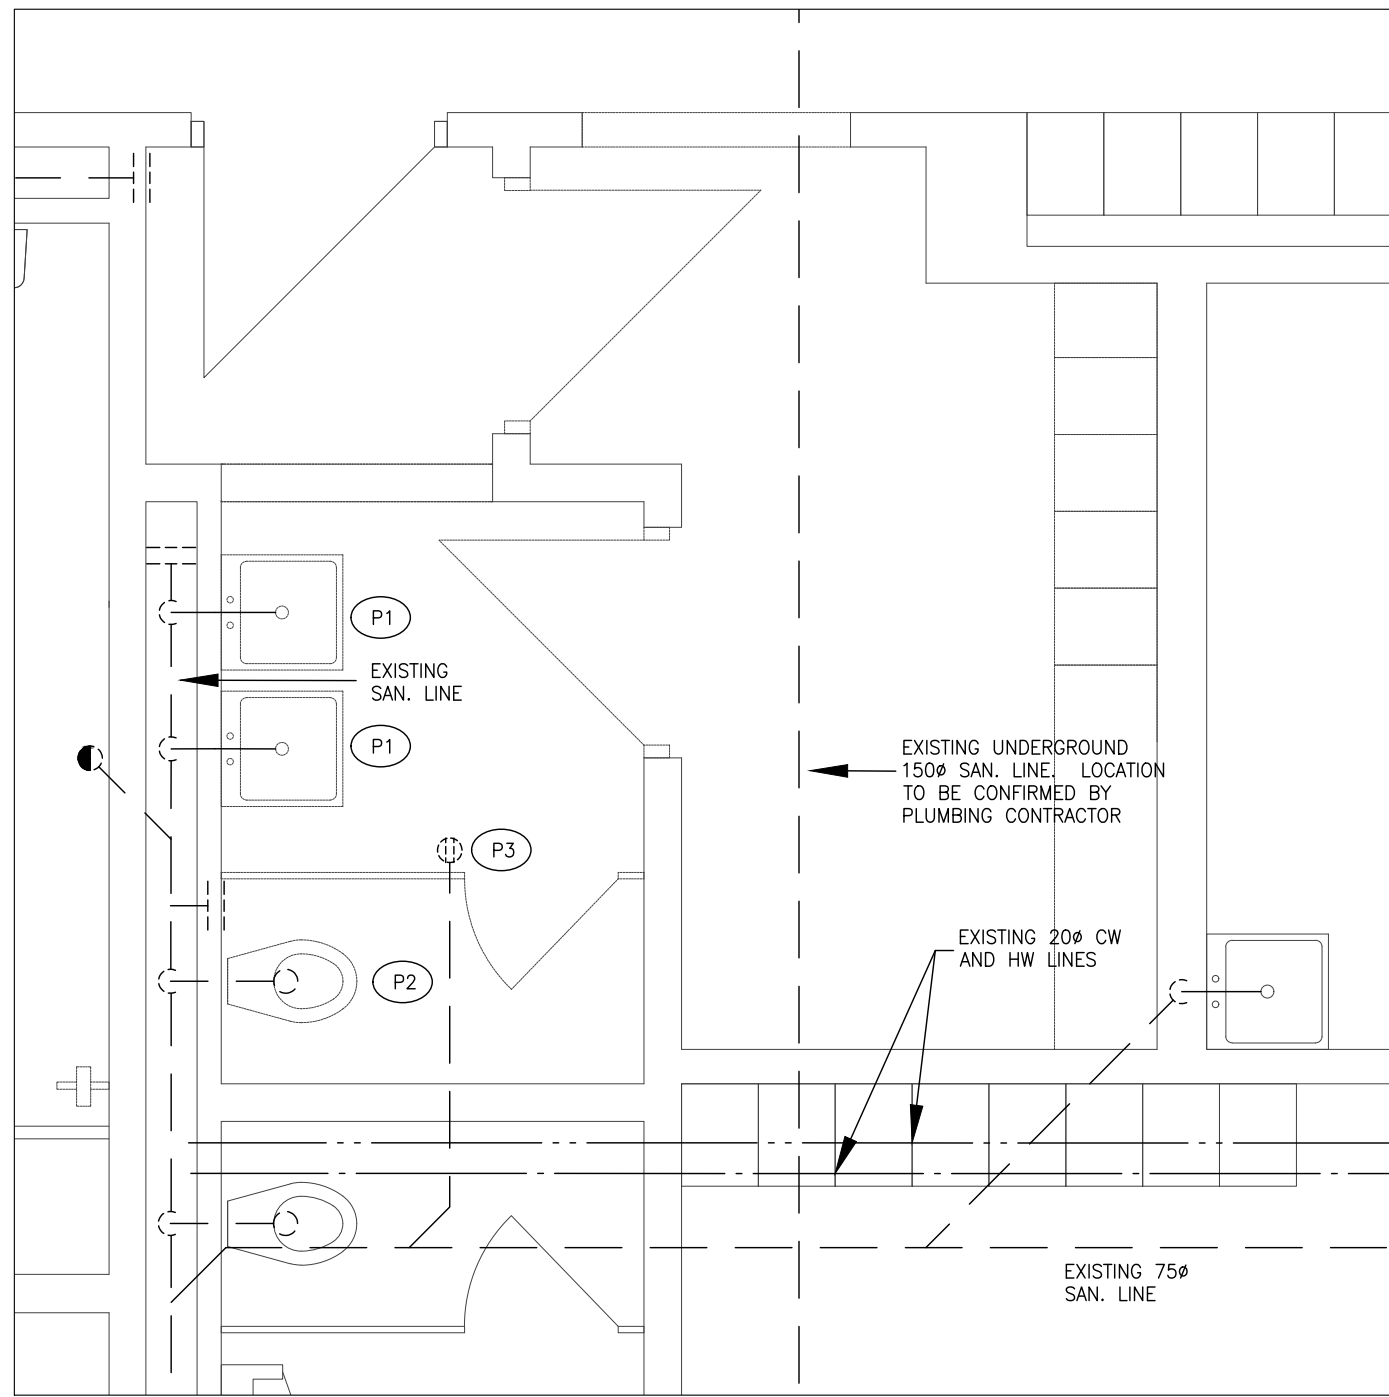 P1
EXISTING
SAN. LINE
P1
EXISTING UNDERGROUND
150ø SAN. LINE. LOCATION
TO BE CONFIRMED BY
PLUMBING CONTRACTOR
P3
EXISTING 20ø CW
AND HW LINES
P2
EXISTING 75ø
SAN. LINE